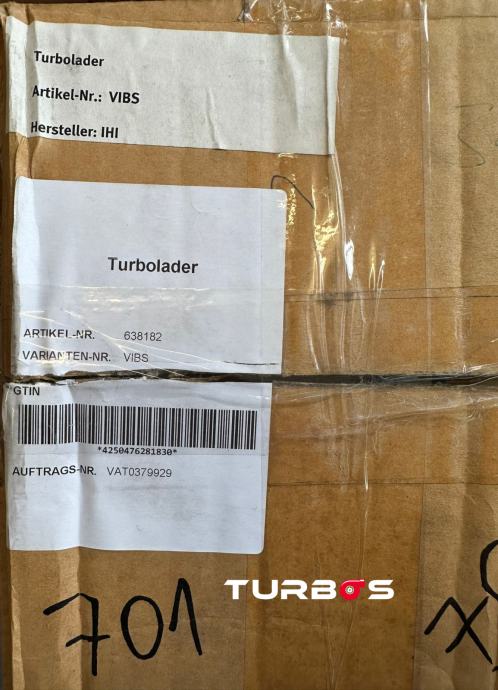 Turbolader
Artikel-Nr.: VIBS
Hersteller: IHI
Turbolader
ARTIKEL-NR. 638182
VARIANTEN-NR. VIBS
GTIN
*4250476281830*
AUFTRAGS-NR. VAT0379929
TURBOS
701